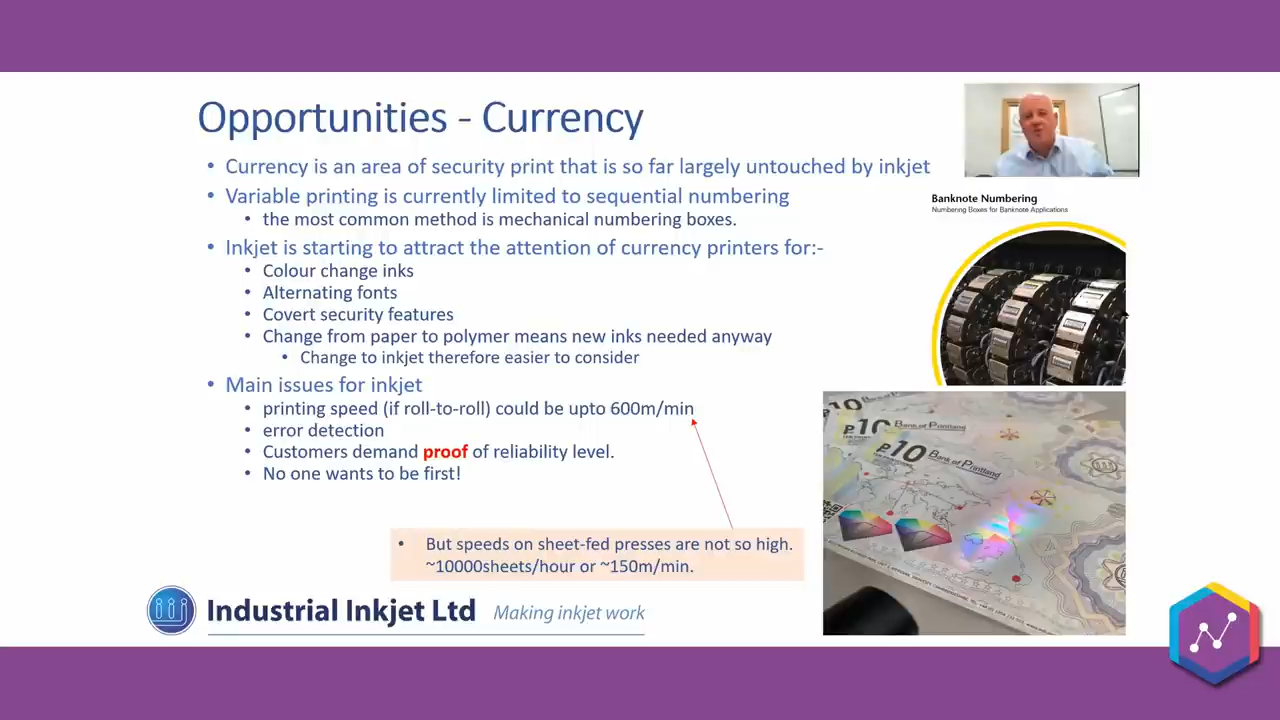 Opportunities - Currency
• Currency is an area of security print that is so far largely untouched by inkjet
• Variable printing is currently limited to sequential numbering
• the most common method is mechanical numbering boxes.
• Inkjet is starting to attract the attention of currency printers for:-
• Colour change inks
• Alternating fonts
• Covert security features
• Change from paper to polymer means new inks needed anyway
• Change to inkjet therefore easier to consider
• Main issues for inkjet
• printing speed (if roll-to-roll) could be upto 600m/min
• error detection
• Customers demand proof of reliability level.
• No one wants to be first!
• But speeds on sheet-fed presses are not so high.
~10000sheets/hour or ~150m/min.
Banknote Numbering
Numbering Boxes for Banknote Applications
10
10 Bank of Printland
10 Bank of Printland
Industrial Inkjet Ltd Making inkjet work